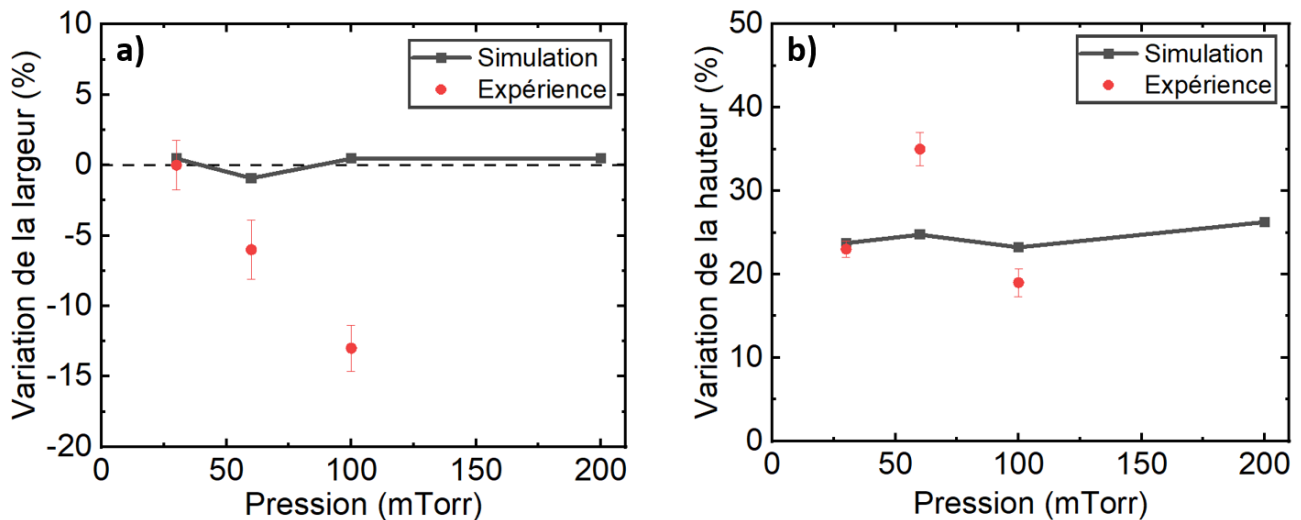 a)
Simulation
Expérience
Variation de la largeur (%)
10
5
0
-5
-10
-15
-20
0
50
100
150
200
Pression (mTorr)
b)
Simulation
Expérience
Variation de la hauteur (%)
50
40
30
20
10
0
0
50
100
150
200
Pression (mTorr)